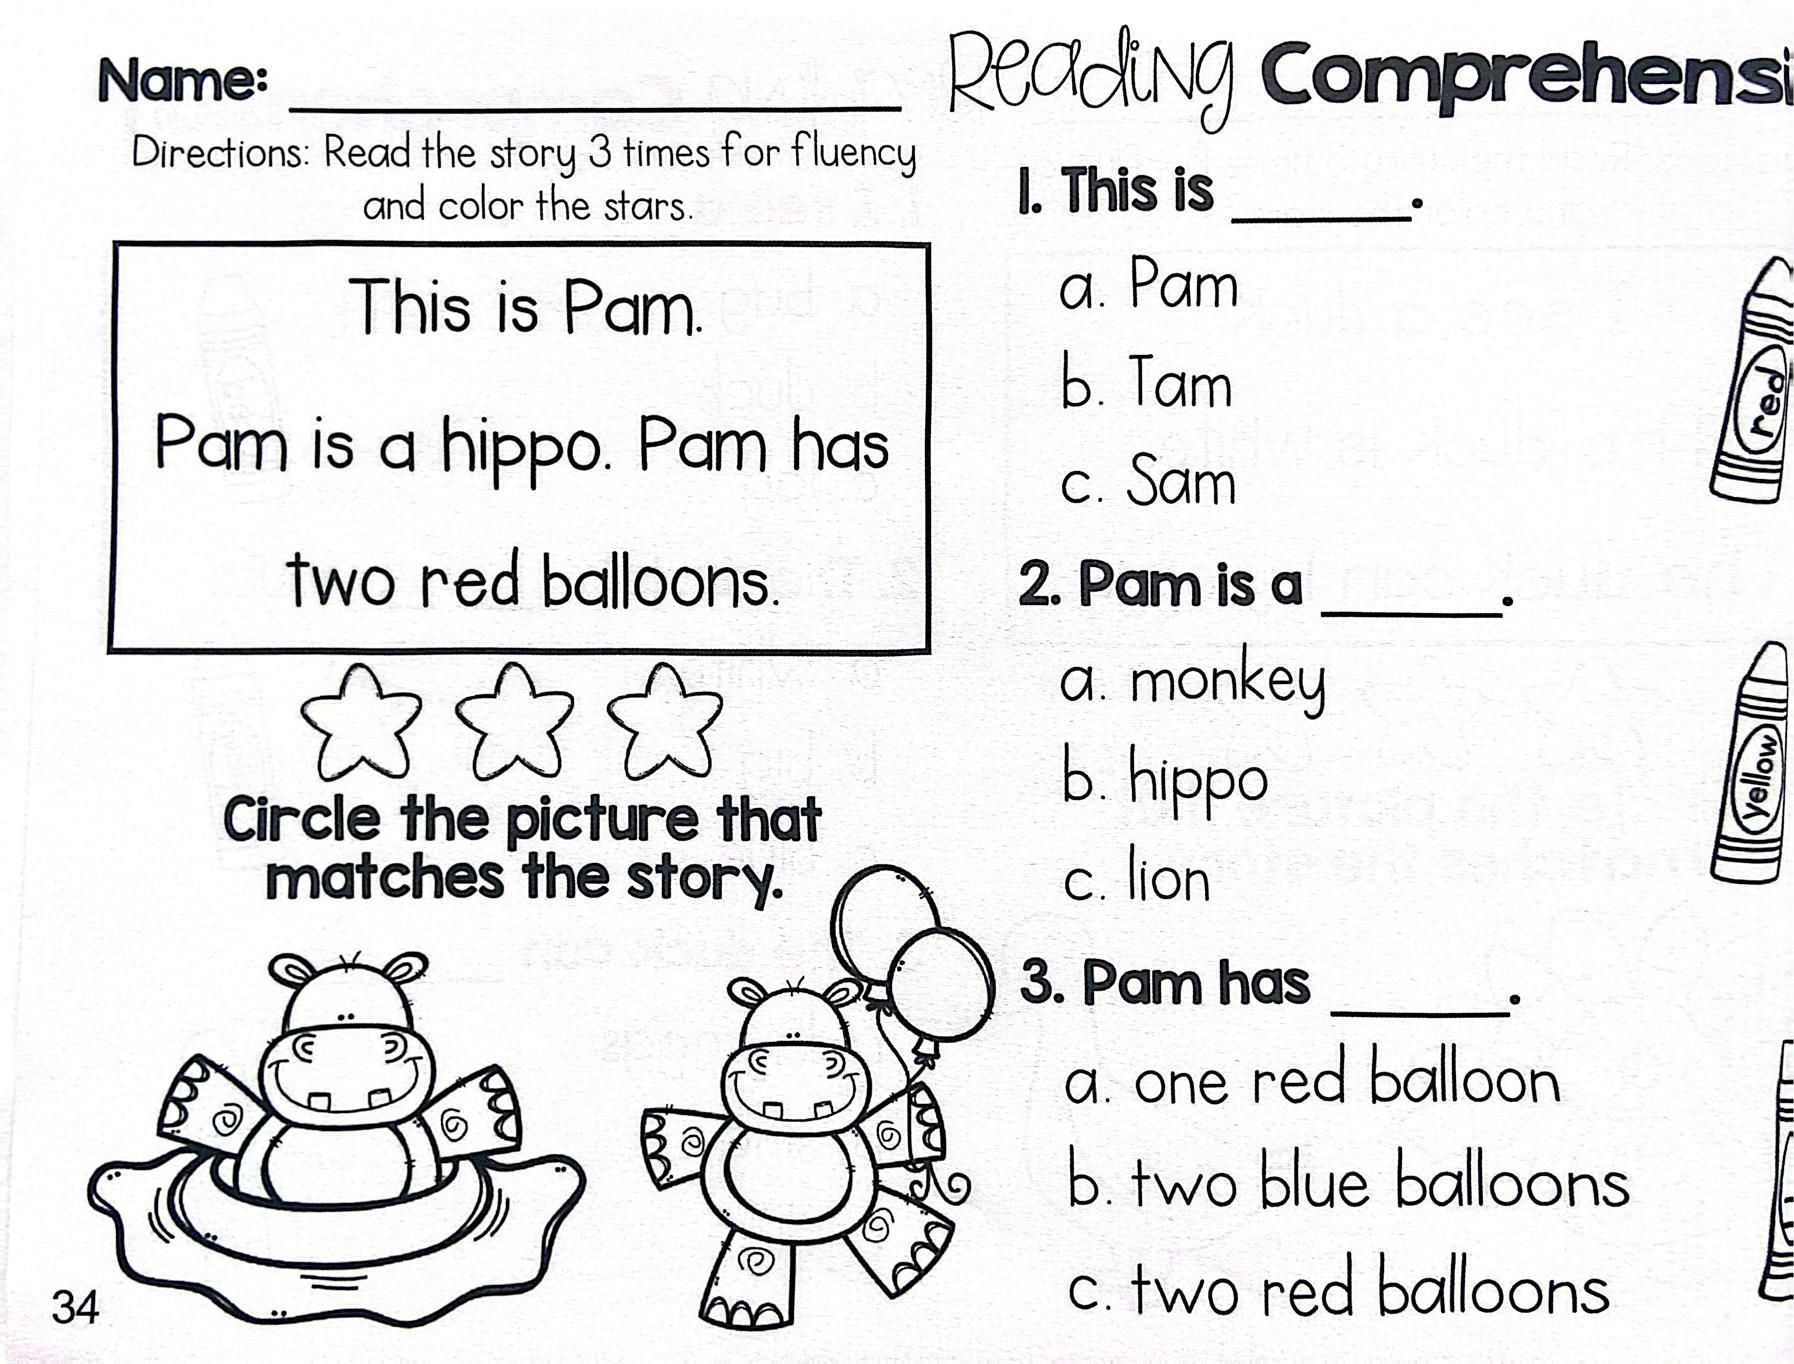 Name:
Directions: Read the story 3 times for fluency
and color the stars.
This is Pam.
Pam is a hippo. Pam has
two red balloons.
Circle the picture that
matches the story.
34
Reading Comprehensi
1. This is ______.
a. Pam
b. Tam
c. Sam
red
2. Pam is a ______.
a. monkey
b. hippo
c. lion
yellow
3. Pam has ______.
a. one red balloon
b. two blue balloons
c. two red balloons